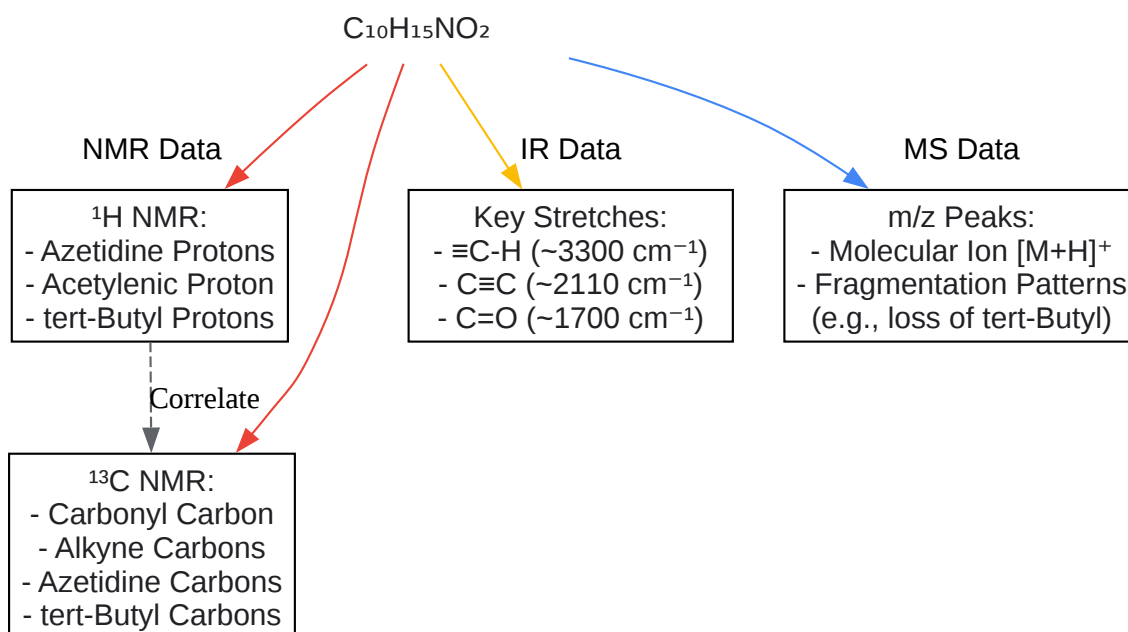 C₁₀H₁₅NO₂
NMR Data
IR Data
MS Data
¹H NMR:
- Azetidine Protons
- Acetylenic Proton
- tert-Butyl Protons
Key Stretches:
- ≡C-H (~3300 cm⁻¹)
- C≡C (~2110 cm⁻¹)
- C=O (~1700 cm⁻¹)
m/z Peaks:
- Molecular Ion [M+H]⁺
- Fragmentation Patterns
(e.g., loss of tert-Butyl)
Correlate
¹³C NMR:
- Carbonyl Carbon
- Alkyne Carbons
- Azetidine Carbons
- tert-Butyl Carbons